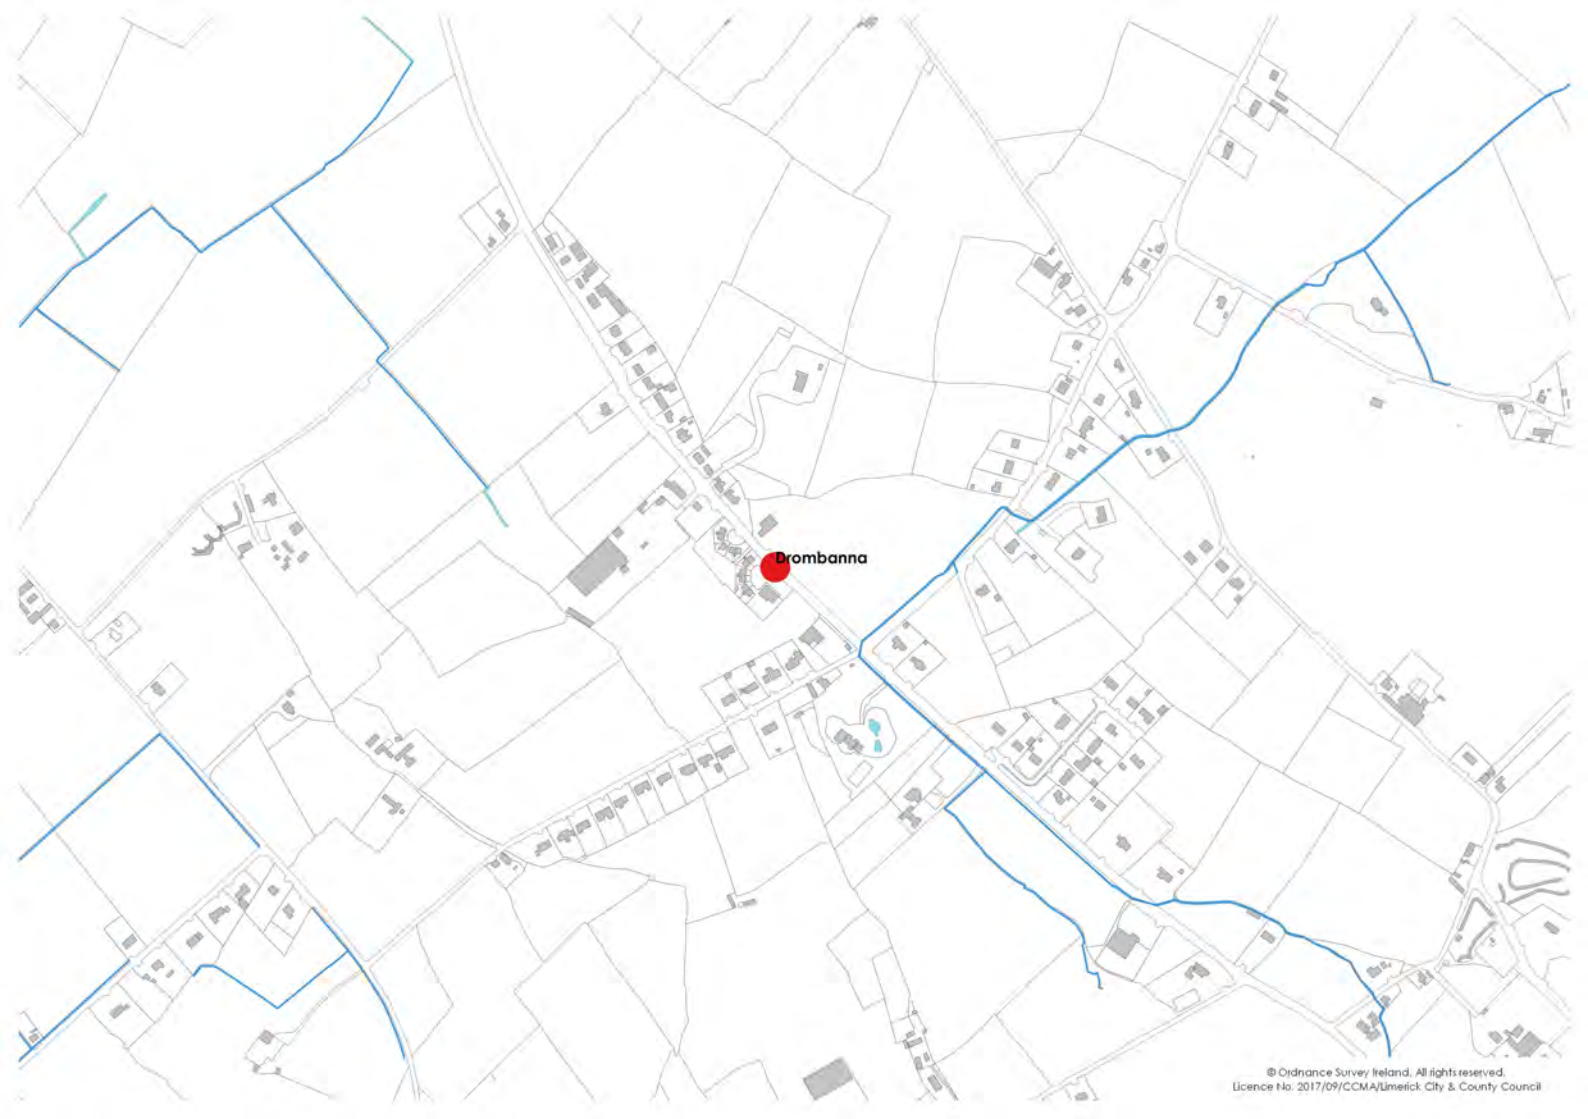 Drombanna
© Ordnance Survey Ireland. All rights reserved.
Licence No. 2017/09/CCMA/Limerick City & County Council